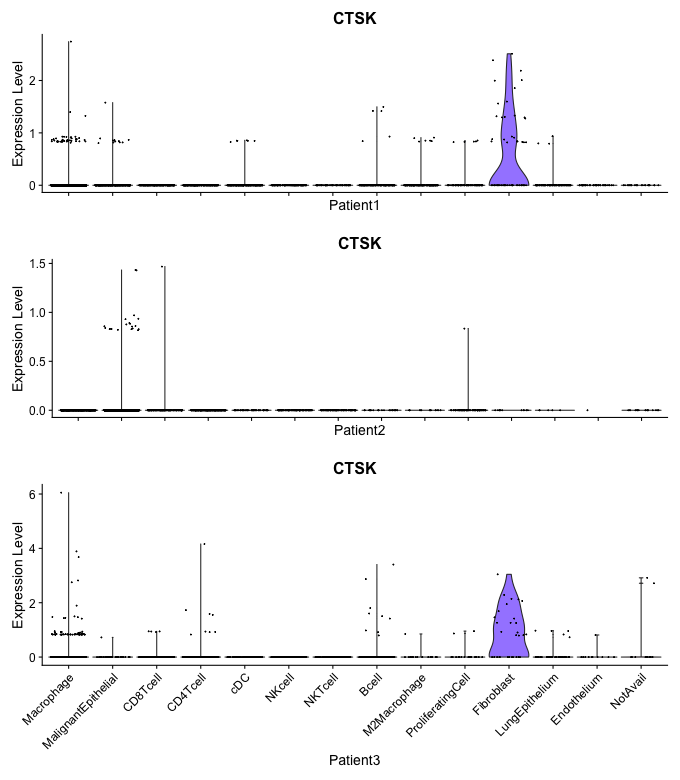 CTSK
Expression Level
2
1
0
Patient1
CTSK
Expression Level
1.5
1.0
0.5
0.0
Patient2
CTSK
Expression Level
6
4
2
0
Macrophage
MalignantEpithelial
CD8Tcell
CD4Tcell
cDC
NKcell
NKTcell
Bcell
M2Macrophage
ProliferatingCell
Fibroblast
LungEpithelium
Endothelium
NotAvail
Patient3